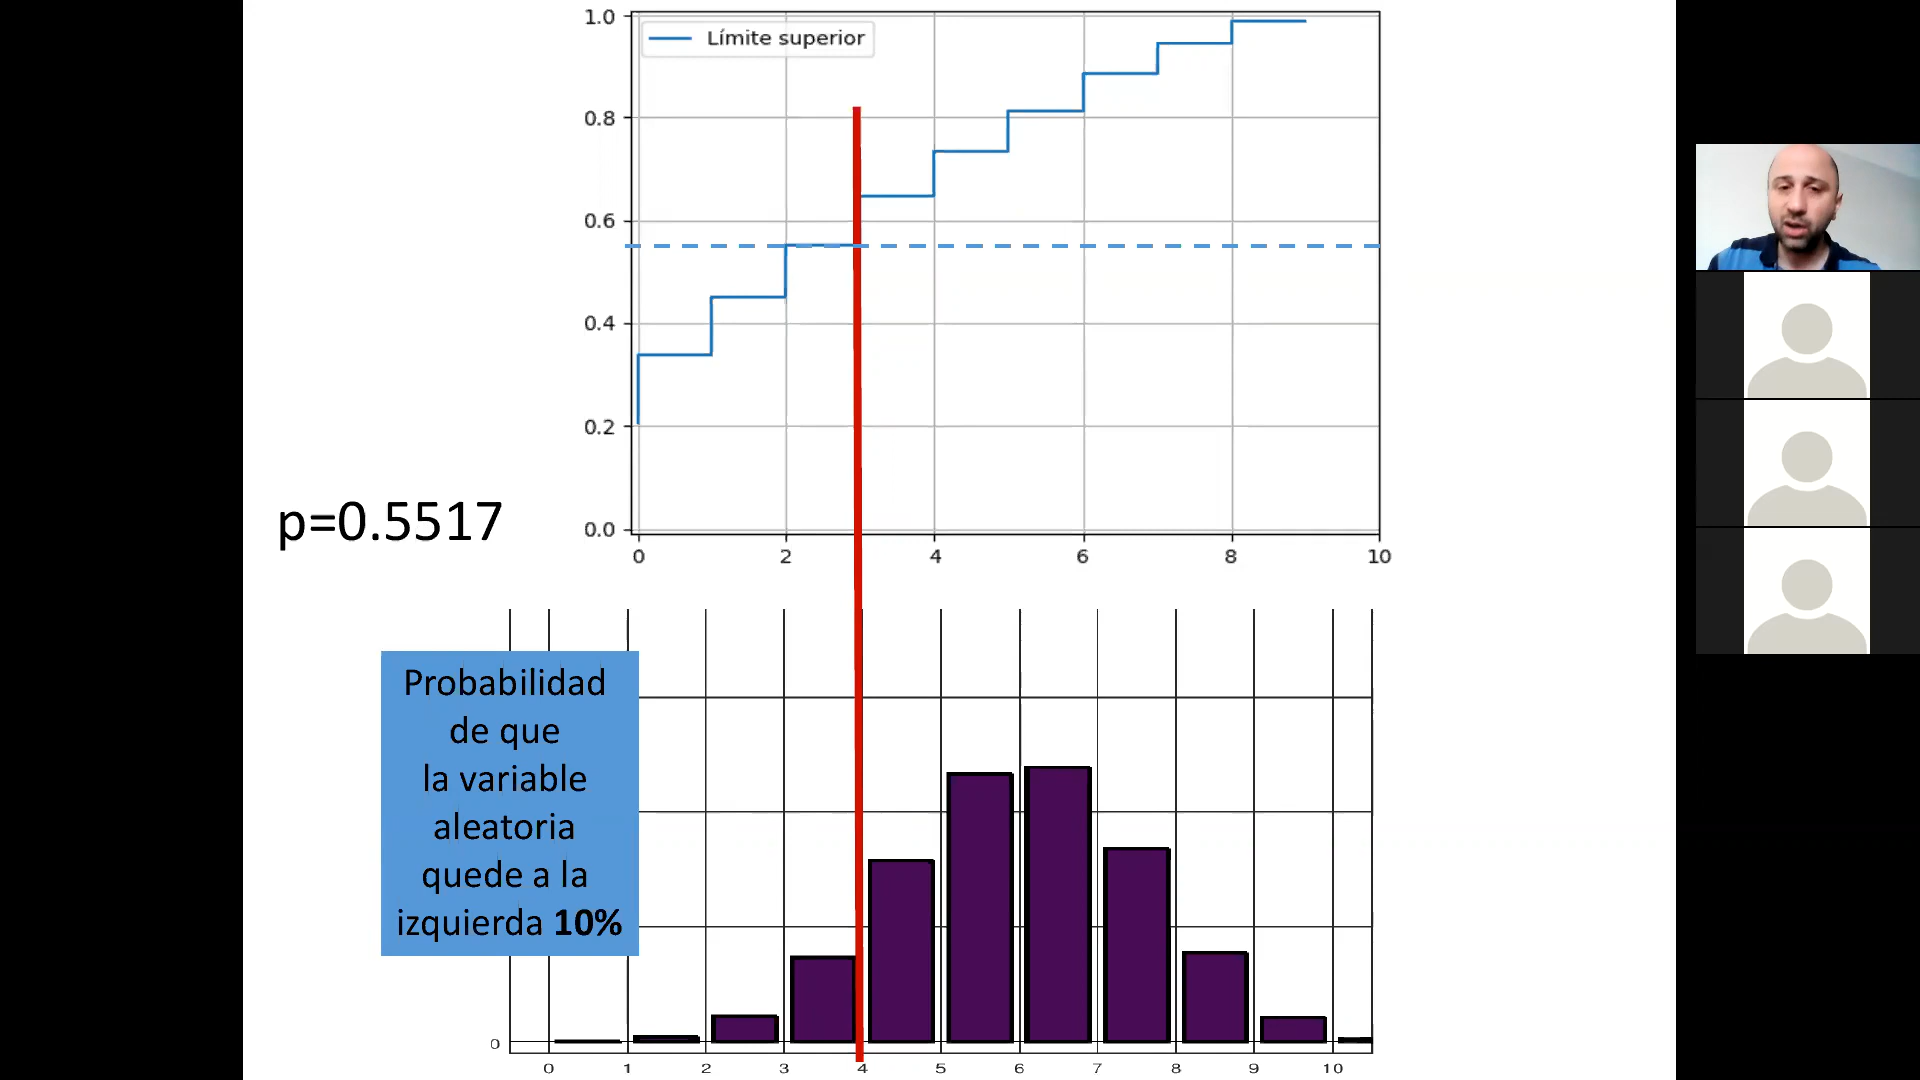 1.0
Límite superior
0.8
0.6
0.4
0.2
0.0
0 2 4 6 8 10
p=0.5517
Probabilidad
de que
la variable
aleatoria
quede a la
izquierda 10%
0
0 1 2 3 4 5 6 7 8 9 10